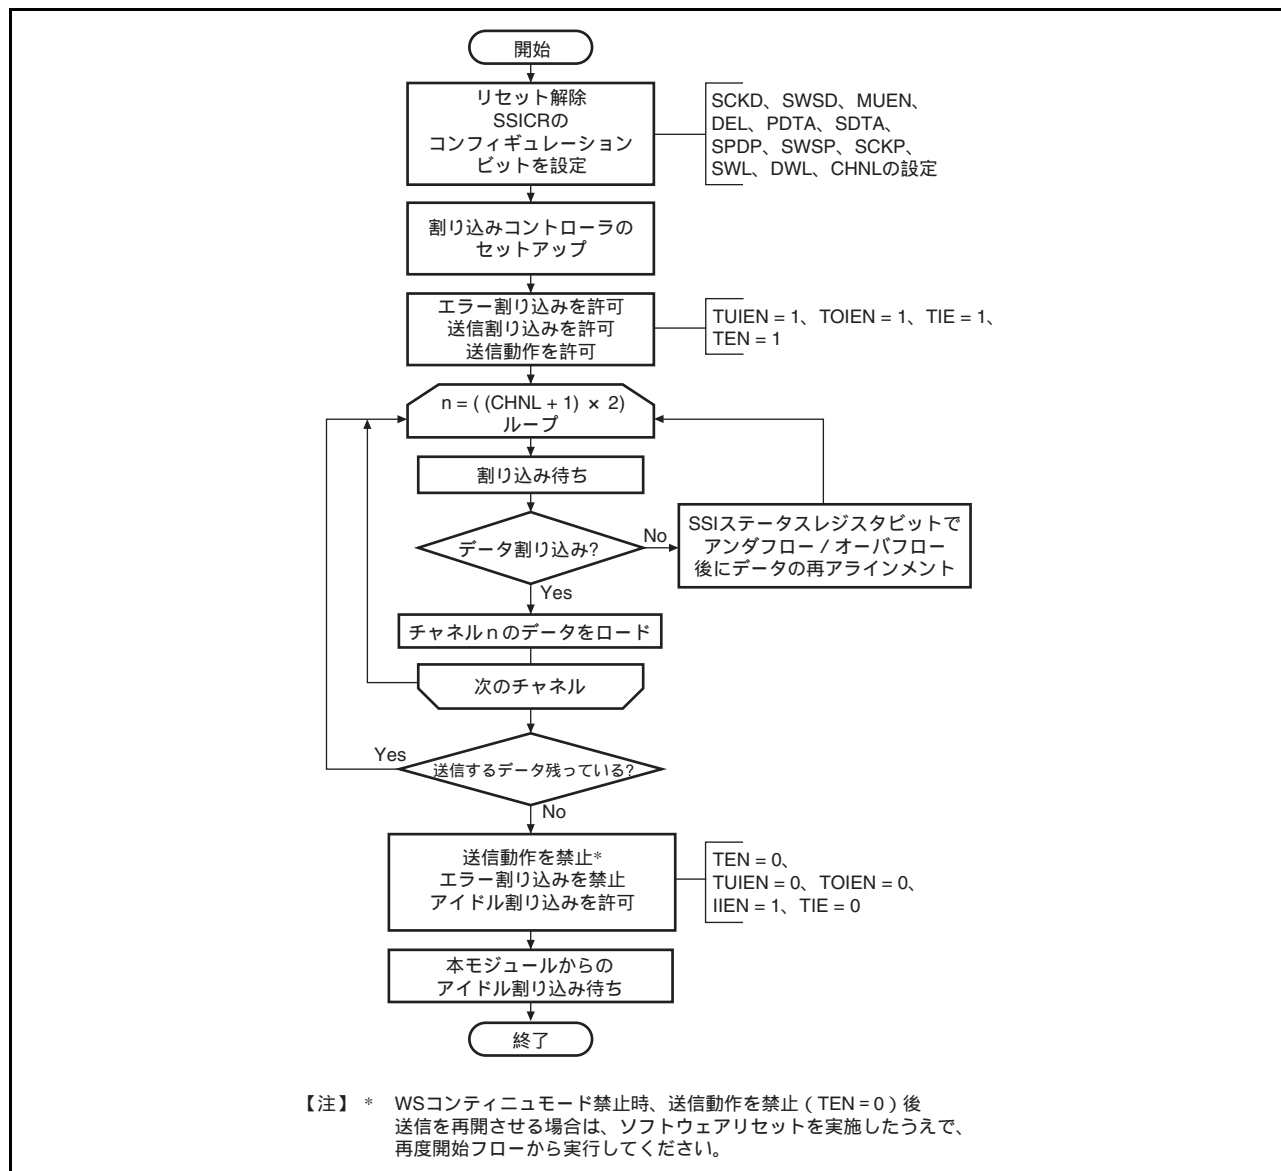 開始
リセット解除
SSICRの
コンフィギュレーション
ビットを設定
SCKD、SWSD、MUEN、
DEL、PDTA、SDTA、
SPDP、SWSP、SCKP、
SWL、DWL、CHNLの設定
割り込みコントローラの
セットアップ
エラー割り込みを許可
送信割り込みを許可
送信動作を許可
TUIEN = 1、TOIEN = 1、TIE = 1、
TEN = 1
n = ( (CHNL + 1) × 2)
ループ
割り込み待ち
データ割り込み?
No
SSIステータスレジスタビットで
アンダフロー / オーバフロー
後にデータの再アラインメント
Yes
チャネル n のデータをロード
次のチャネル
Yes
送信するデータ残っている?
No
送信動作を禁止*
エラー割り込みを禁止
アイドル割り込みを許可
TEN = 0、
TUIEN = 0、TOIEN = 0、
IIEN = 1、TIE = 0
本モジュールからの
アイドル割り込み待ち
終了
【注】 * WSコンティニュモード禁止時、送信動作を禁止（TEN = 0）後
送信を再開させる場合は、ソフトウェアリセットを実施したうえで、
再度開始フローから実行してください。